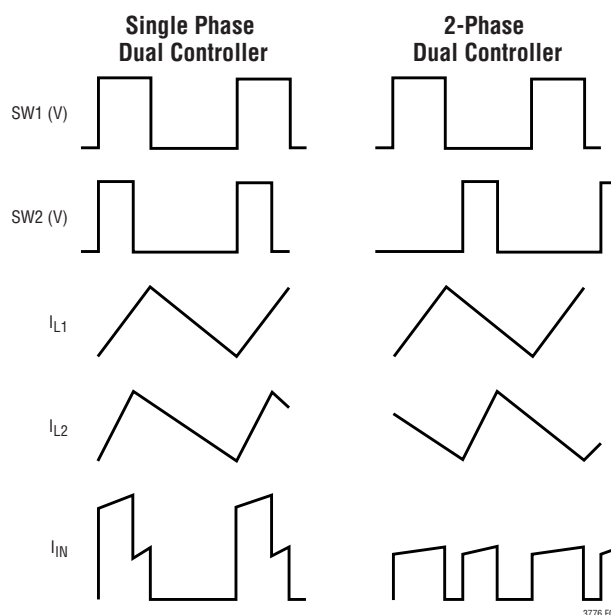 Single Phase
Dual Controller
2-Phase
Dual Controller
SW1 (V)
SW2 (V)
IL1
IL2
IIN